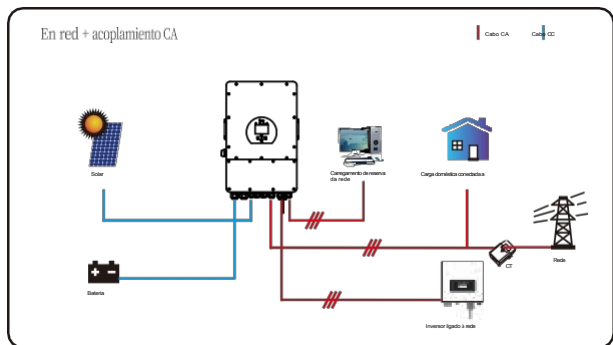 En red + acoplamiento CA
Cabo CA
Cabo CC
Solar
Carregamento de reserva
da rede
Carga doméstica conectada a
CT
Rede
Bateria
Inversor ligado à rede